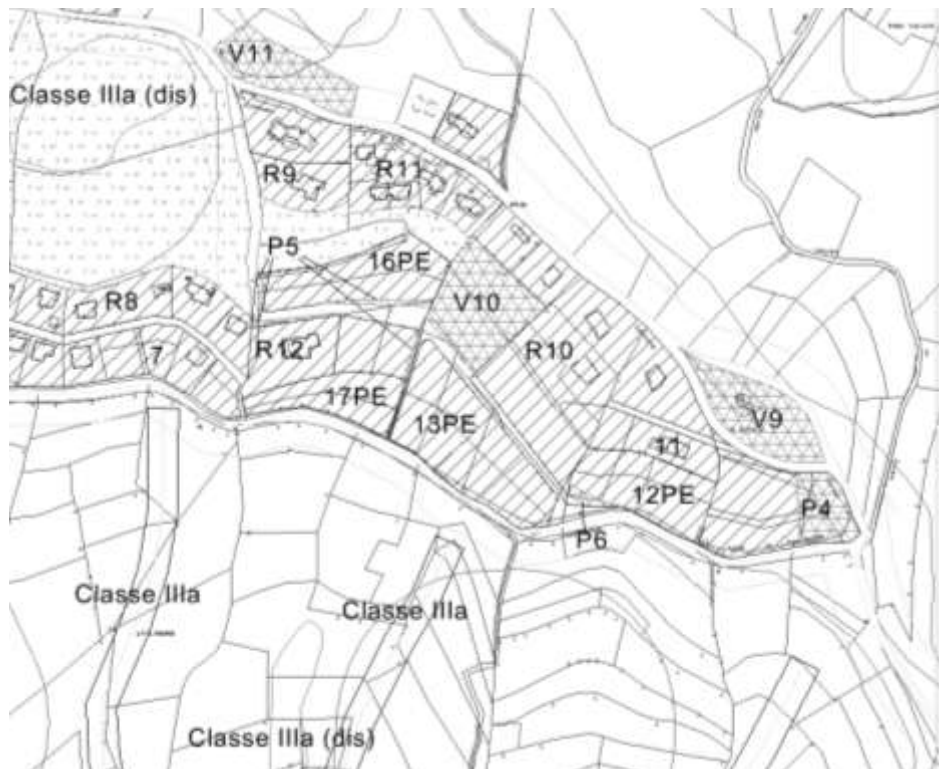 V11
Classe IIIa (dis)
R9
R11
P5
16PE
V10
R8
R12
R10
7
17PE
13PE
V9
11
12PE
P4
P6
Classe IIIa
Classe IIIa
Classe IIIa (dis)